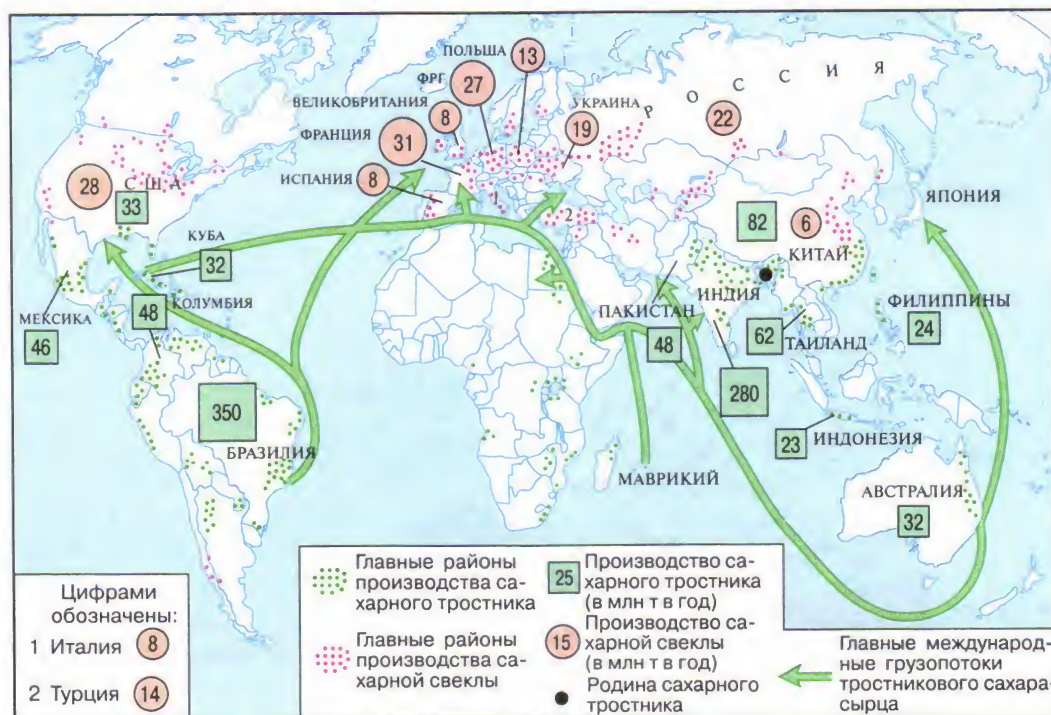 ПОЛЬША
13
ФРГ
27
ВЕЛИКОБРИТАНИЯ
8
УКРАИНА
19
РОССИЯ
22
ФРАНЦИЯ
31
ИСПАНИЯ
8
1
2
28
США
33
ЯПОНИЯ
82
6
КИТАЙ
КУБА
32
МЕКСИКА
46
КОЛУМБИЯ
48
ПАКИСТАН
48
ИНДИЯ
280
62
ТАИЛАНД
ФИЛИППИНЫ
24
350
БРАЗИЛИЯ
23
ИНДОНЕЗИЯ
МАВРИКИЙ
АВСТРАЛИЯ
32
Цифрами
обозначены:
1 Италия 8
2 Турция 14
Главные районы
производства са-
харного тростника
Главные районы
производства са-
харной свеклы
25 Производство са-
харного тростника
(в млн т в год)
15 Производство са-
харной свеклы
(в млн т в год)
Родина сахарного
тростника
Главные международ-
ные грузопотоки
тростникового сахара-
сырца